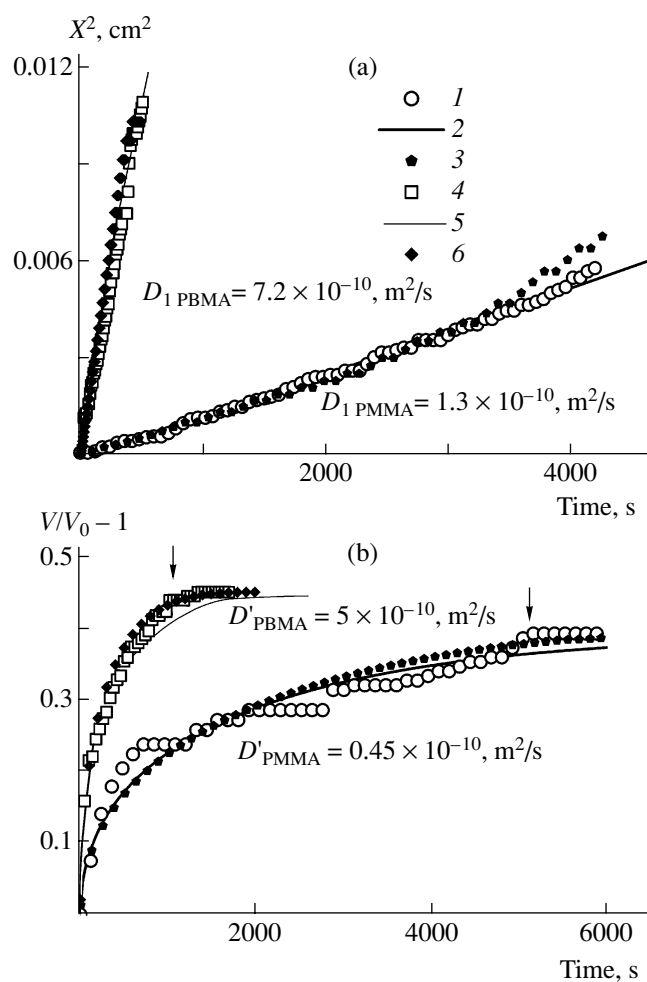 X², cm²
0.012
(a)
1
2
3
4
5
6
0.006
D₁ PBMA = 7.2 × 10⁻¹⁰, m²/s
D₁ PMMA = 1.3 × 10⁻¹⁰, m²/s
2000 4000
Time, s
V/V₀ – 1
(b)
0.5
D'PBMA = 5 × 10⁻¹⁰, m²/s
0.3
D'PMMA = 0.45 × 10⁻¹⁰, m²/s
0.1
2000 4000 6000
Time, s